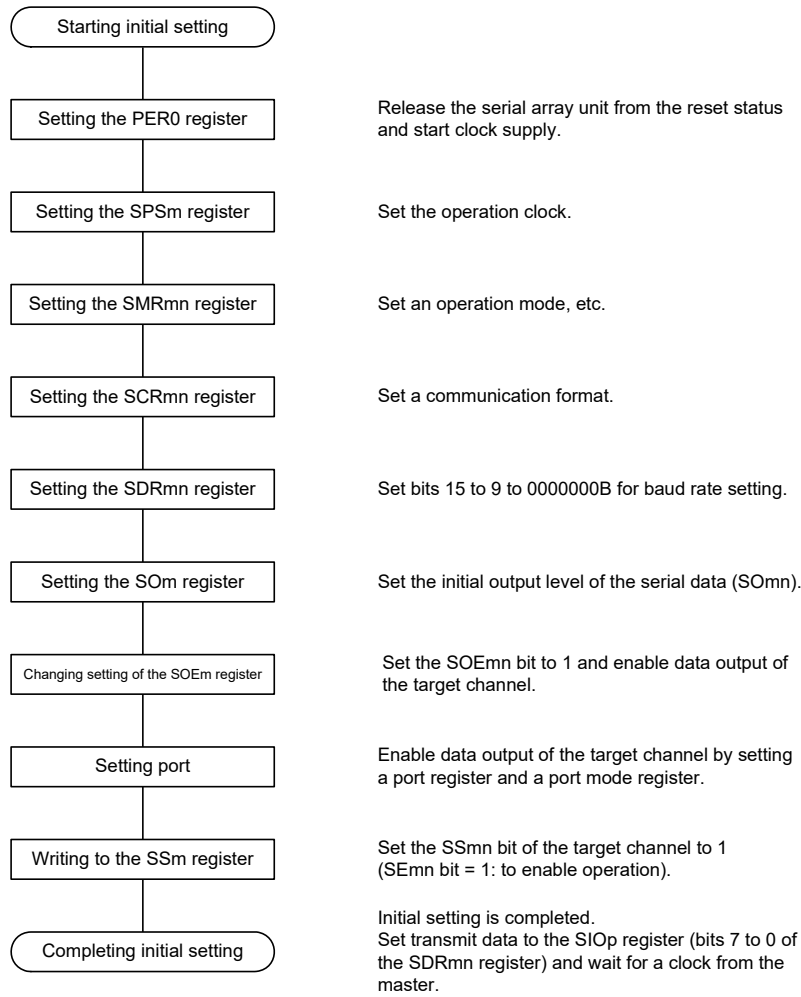 Starting initial setting
Setting the PER0 register
Release the serial array unit from the reset status
and start clock supply.
Setting the SPSm register
Set the operation clock.
Setting the SMRmn register
Set an operation mode, etc.
Setting the SCRmn register
Set a communication format.
Setting the SDRmn register
Set bits 15 to 9 to 0000000B for baud rate setting.
Setting the SOm register
Set the initial output level of the serial data (SOmn).
Changing setting of the SOEm register
Set the SOEmn bit to 1 and enable data output of
the target channel.
Setting port
Enable data output of the target channel by setting
a port register and a port mode register.
Writing to the SSm register
Set the SSmn bit of the target channel to 1
(SEmn bit = 1: to enable operation).
Completing initial setting
Initial setting is completed.
Set transmit data to the SIOp register (bits 7 to 0 of
the SDRmn register) and wait for a clock from the
master.